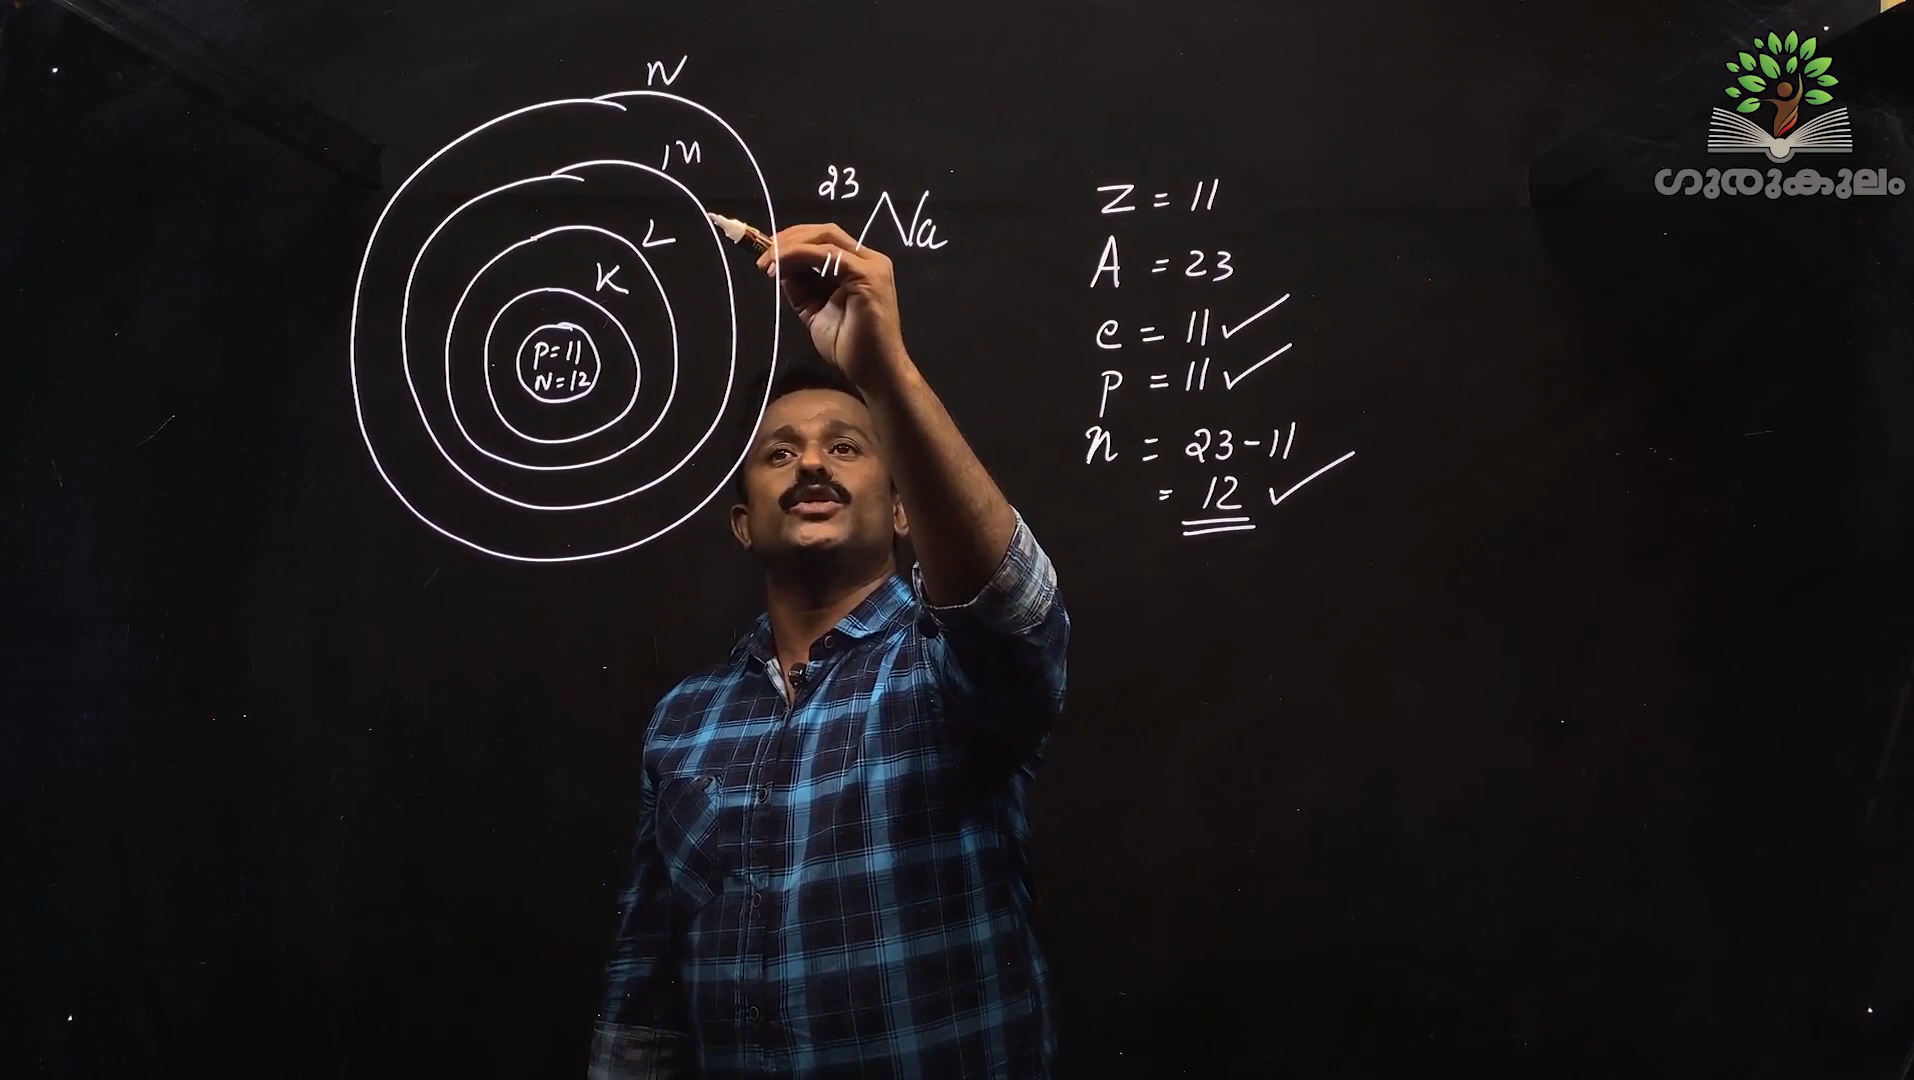 N
M
L
K
P=11
N=12
23
Na
11
Z = 11
A = 23
e = 11 ✓
p = 11 ✓
n = 23-11
= 12 ✓
ഗുരുകുലം